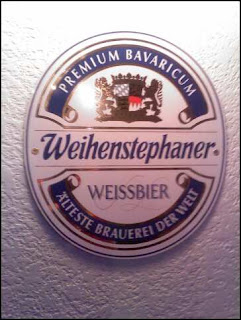 PREMIUM BAVARICUM
Weihenstephaner
WEISSBIER
ÄLTESTE BRAUEREI DER WELT